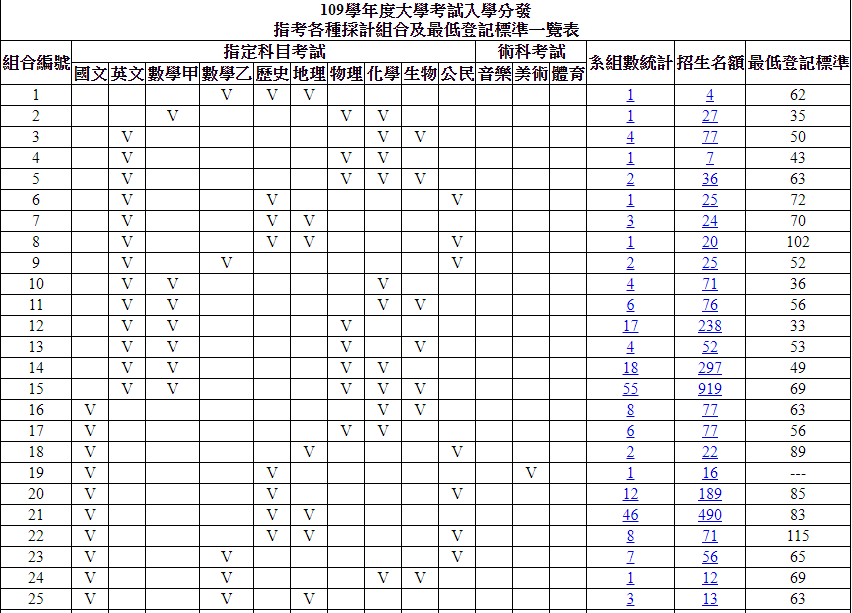 109學年度大學考試入學分發
指考各種採計組合及最低登記標準一覽表
組合編號 指定科目考試 術科考試 系組數統計 招生名額 最低登記標準
國文 英文 數學甲 數學乙 歷史 地理 物理 化學 生物 公民 音樂 美術 體育
1 V V V 1 4 62
2 V V V 1 27 35
3 V V V 4 77 50
4 V V V 1 7 43
5 V V V V 2 36 63
6 V V V 1 25 72
7 V V V 3 24 70
8 V V V V 1 20 102
9 V V V 2 25 52
10 V V V 4 71 36
11 V V V V 6 76 56
12 V V V 17 238 33
13 V V V V 4 52 53
14 V V V V 18 297 49
15 V V V V V 55 919 69
16 V V V 8 77 63
17 V V V 6 77 56
18 V V V 2 22 89
19 V V V 1 16 ---
20 V V V 12 189 85
21 V V V 46 490 83
22 V V V V 8 71 115
23 V V V 7 56 65
24 V V V V 1 12 69
25 V V V 3 13 63